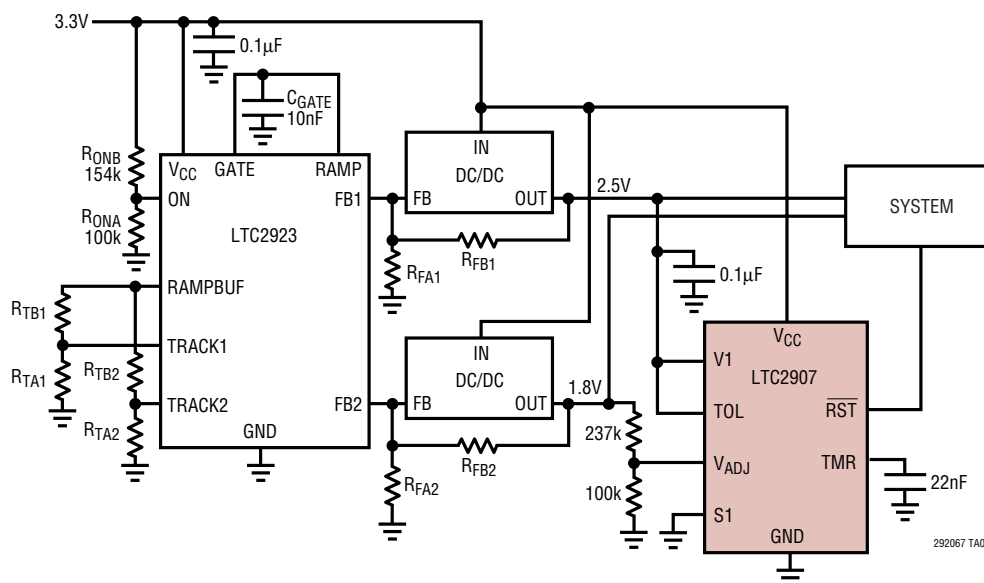 3.3V
0.1µF
CGATE
10nF
RONB
154k
VCC
GATE
RAMP
ON
FB1
RONA
100k
LTC2923
RAMPBUF
RTB1
TRACK1
RTA1
RTB2
TRACK2
FB2
RTA2
GND
IN
DC/DC
FB
OUT
2.5V
RFB1
RFA1
IN
DC/DC
FB
OUT
1.8V
RFB2
RFA2
SYSTEM
0.1µF
VCC
V1
LTC2907
TOL
RST
237k
VADJ
TMR
100k
22nF
S1
GND
292067 TA0